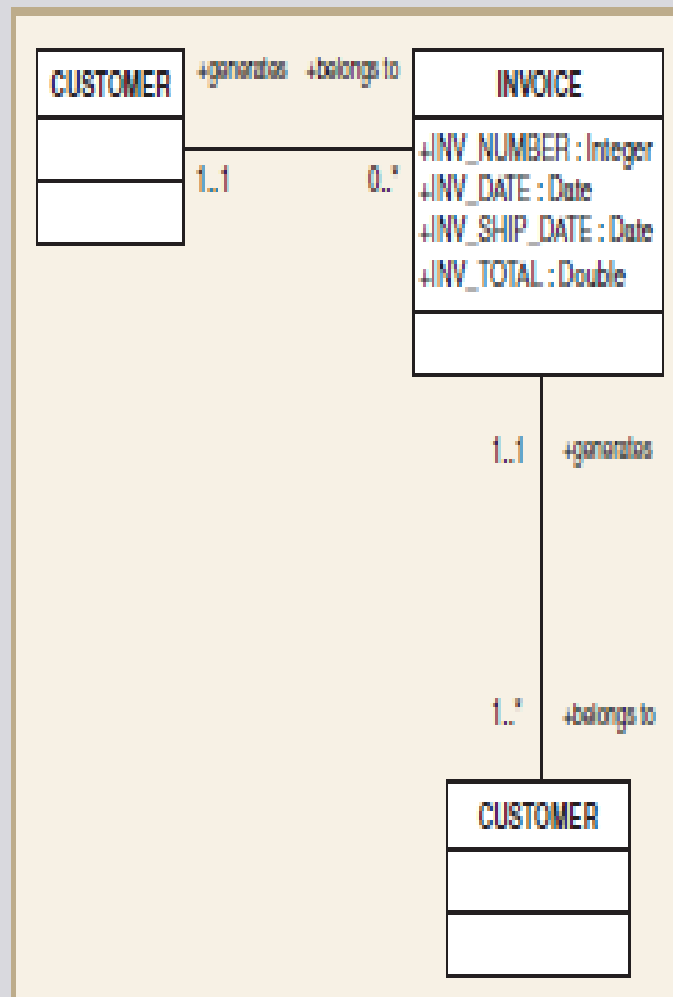 CUSTOMER
+generates
+belongs to
1..1
0..*
INVOICE
+INV_NUMBER : Integer
+INV_DATE : Date
+INV_SHIP_DATE : Date
+INV_TOTAL : Double
1..1
+generates
1..*
+belongs to
CUSTOMER